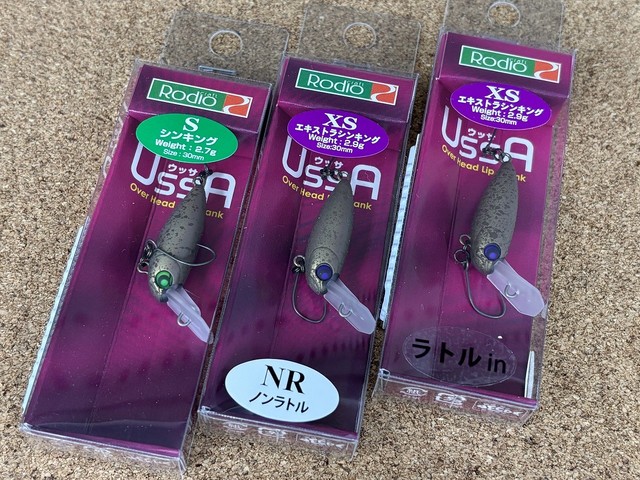 Rodio craft
S
シンキング
Weight : 2.7g
Size : 30mm
ウッサ
UssA
Over Head Lip Crank
Rodio craft
XS
エキストラシンキング
Weight : 2.9g
Size:30mm
ウッサ
UssA
Over Head Lip Crank
NR
ノンラトル
Rodio craft
XS
エキストラシンキング
Weight : 2.9g
Size:30mm
ウッサ
UssA
Over Head Lip
ラトル in